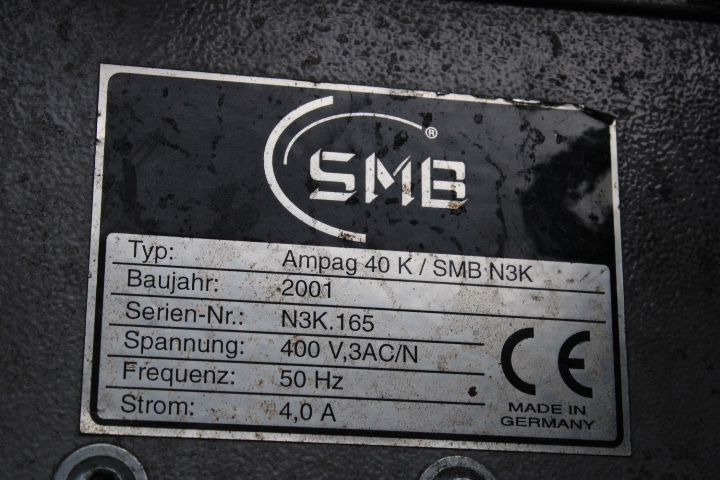 SMB®
Typ: Ampag 40 K / SMB N3K
Baujahr: 2001
Serien-Nr.: N3K.165
Spannung: 400 V,3AC/N
Frequenz: 50 Hz
Strom: 4,0 A
CE
MADE IN
GERMANY